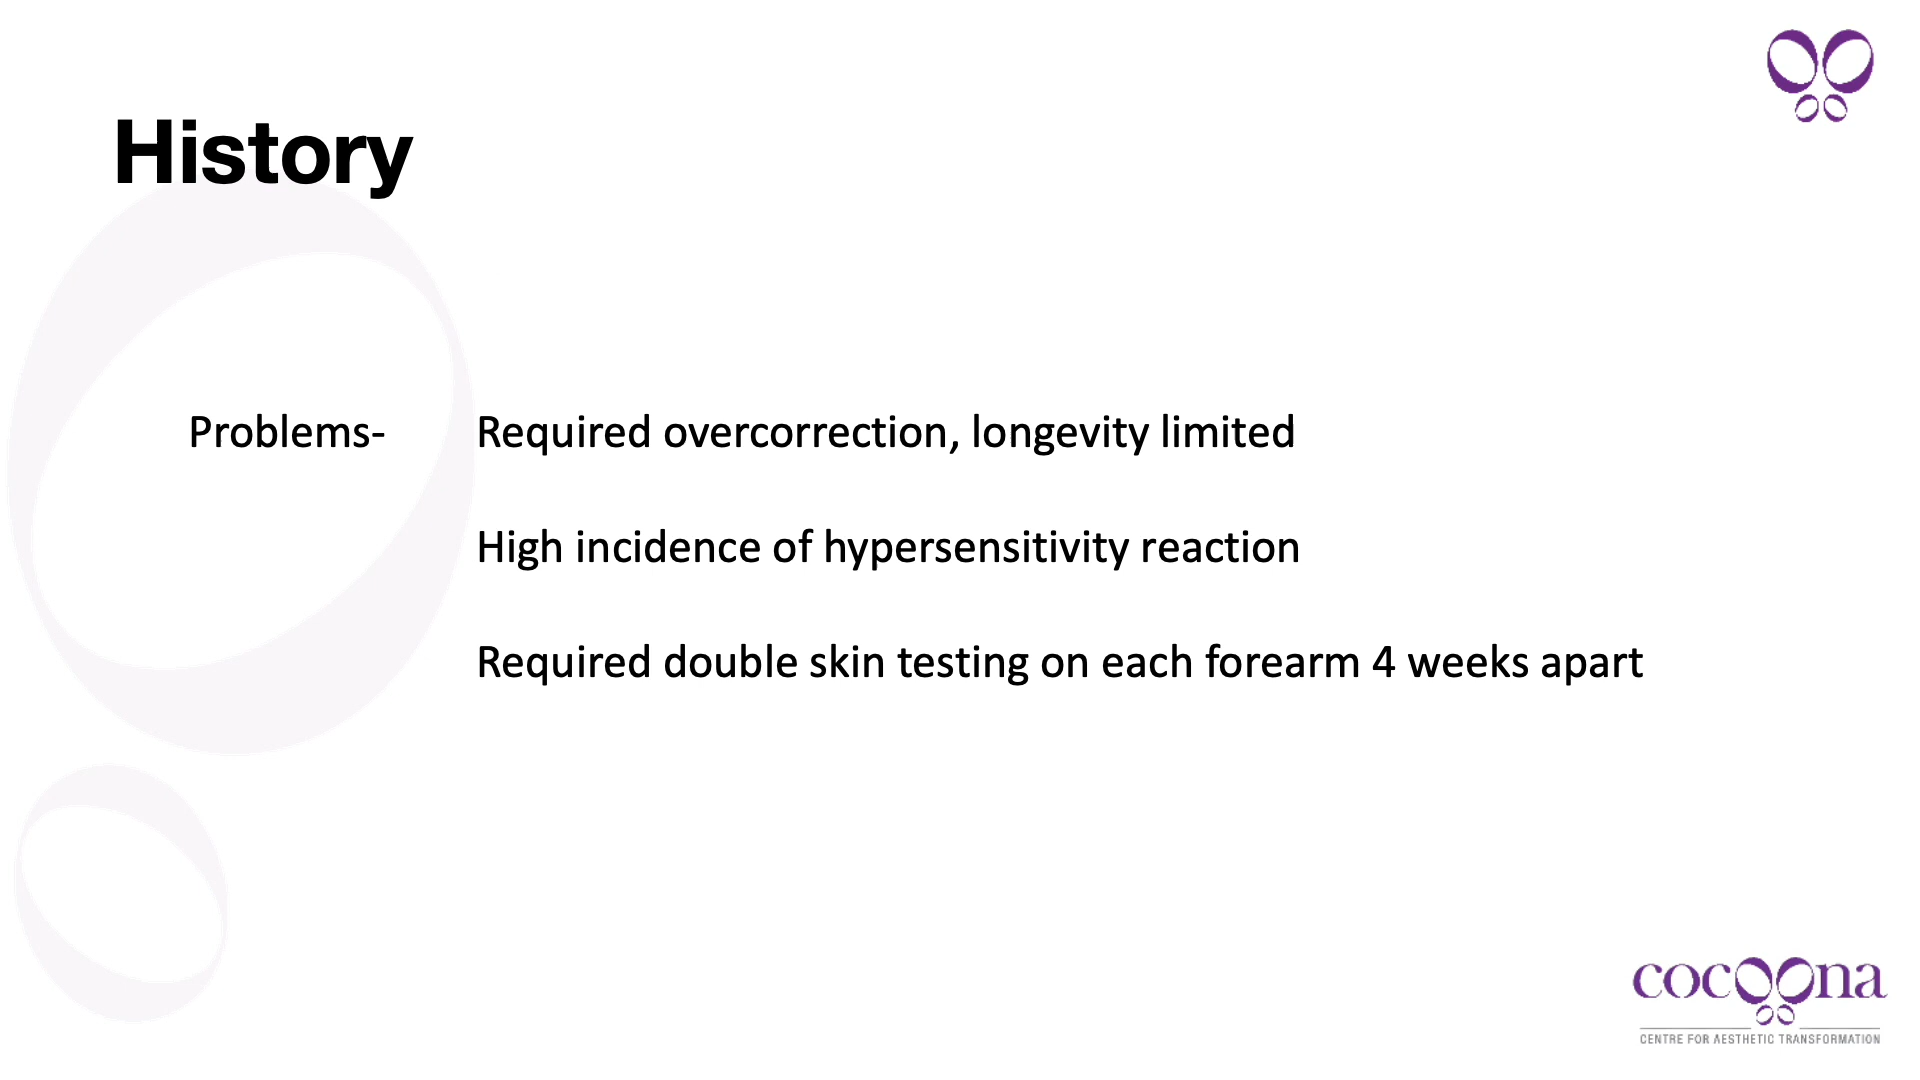 History
Problems- Required overcorrection, longevity limited
High incidence of hypersensitivity reaction
Required double skin testing on each forearm 4 weeks apart
cocoona
CENTRE FOR AESTHETIC TRANSFORMATION